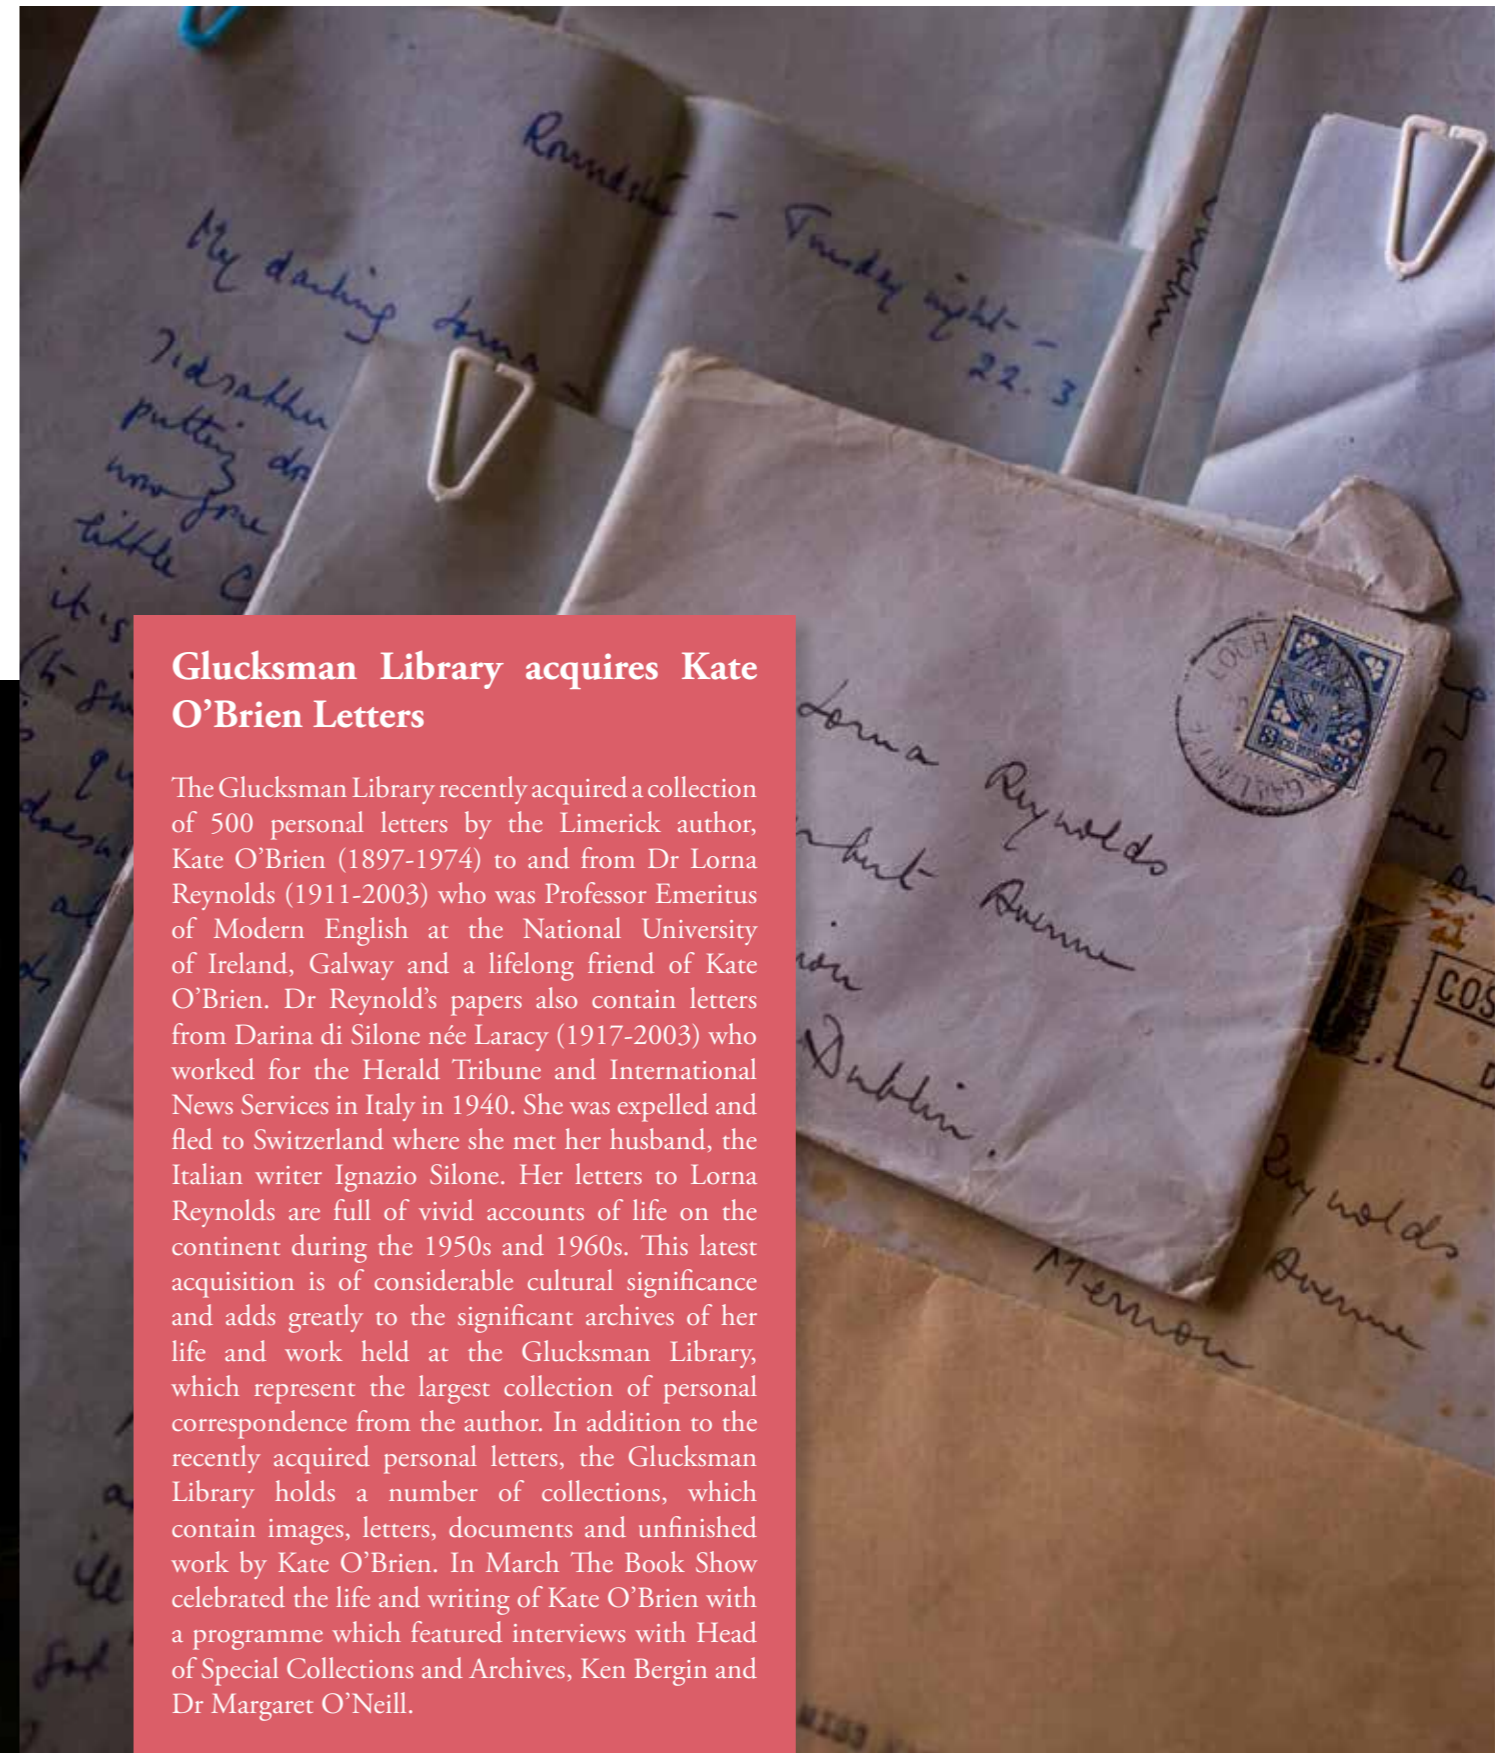 Tuesday night -
22. 3.
My darling Lorna -
putting
now gone
little
it is
Lorna Reynolds
Avenue
Dublin.
Reynolds
Avenue
Merrion
COS
Glucksman Library acquires Kate
O’Brien Letters
The Glucksman Library recently acquired a collection
of 500 personal letters by the Limerick author,
Kate O’Brien (1897-1974) to and from Dr Lorna
Reynolds (1911-2003) who was Professor Emeritus
of Modern English at the National University
of Ireland, Galway and a lifelong friend of Kate
O’Brien. Dr Reynold’s papers also contain letters
from Darina di Silone née Laracy (1917-2003) who
worked for the Herald Tribune and International
News Services in Italy in 1940. She was expelled and
fled to Switzerland where she met her husband, the
Italian writer Ignazio Silone. Her letters to Lorna
Reynolds are full of vivid accounts of life on the
continent during the 1950s and 1960s. This latest
acquisition is of considerable cultural significance
and adds greatly to the significant archives of her
life and work held at the Glucksman Library,
which represent the largest collection of personal
correspondence from the author. In addition to the
recently acquired personal letters, the Glucksman
Library holds a number of collections, which
contain images, letters, documents and unfinished
work by Kate O’Brien. In March The Book Show
celebrated the life and writing of Kate O’Brien with
a programme which featured interviews with Head
of Special Collections and Archives, Ken Bergin and
Dr Margaret O’Neill.